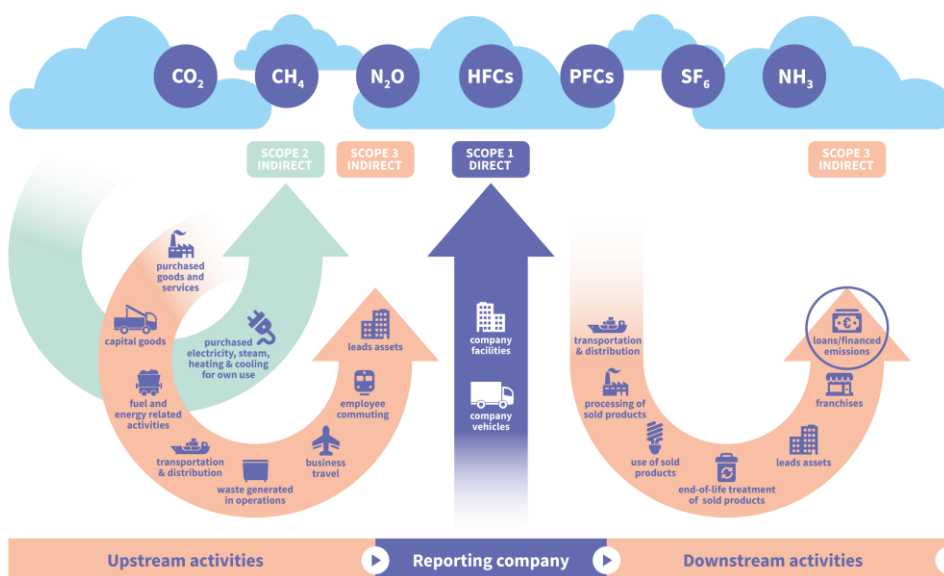 CO₂
CH₄
N₂O
HFCs
PFCs
SF₆
NH₃
SCOPE 2
INDIRECT
SCOPE 3
INDIRECT
SCOPE 1
DIRECT
SCOPE 3
INDIRECT
purchased
goods and
services
capital goods
fuel and
energy related
activities
transportation
& distribution
waste generated
in operations
business
travel
employee
commuting
leads assets
purchased
electricity, steam,
heating & cooling
for own use
company
facilities
company
vehicles
transportation
& distribution
processing of
sold products
use of sold
products
end-of-life treatment
of sold products
leads assets
franchises
€
loans/financed
emissions
Upstream activities
Reporting company
Downstream activities